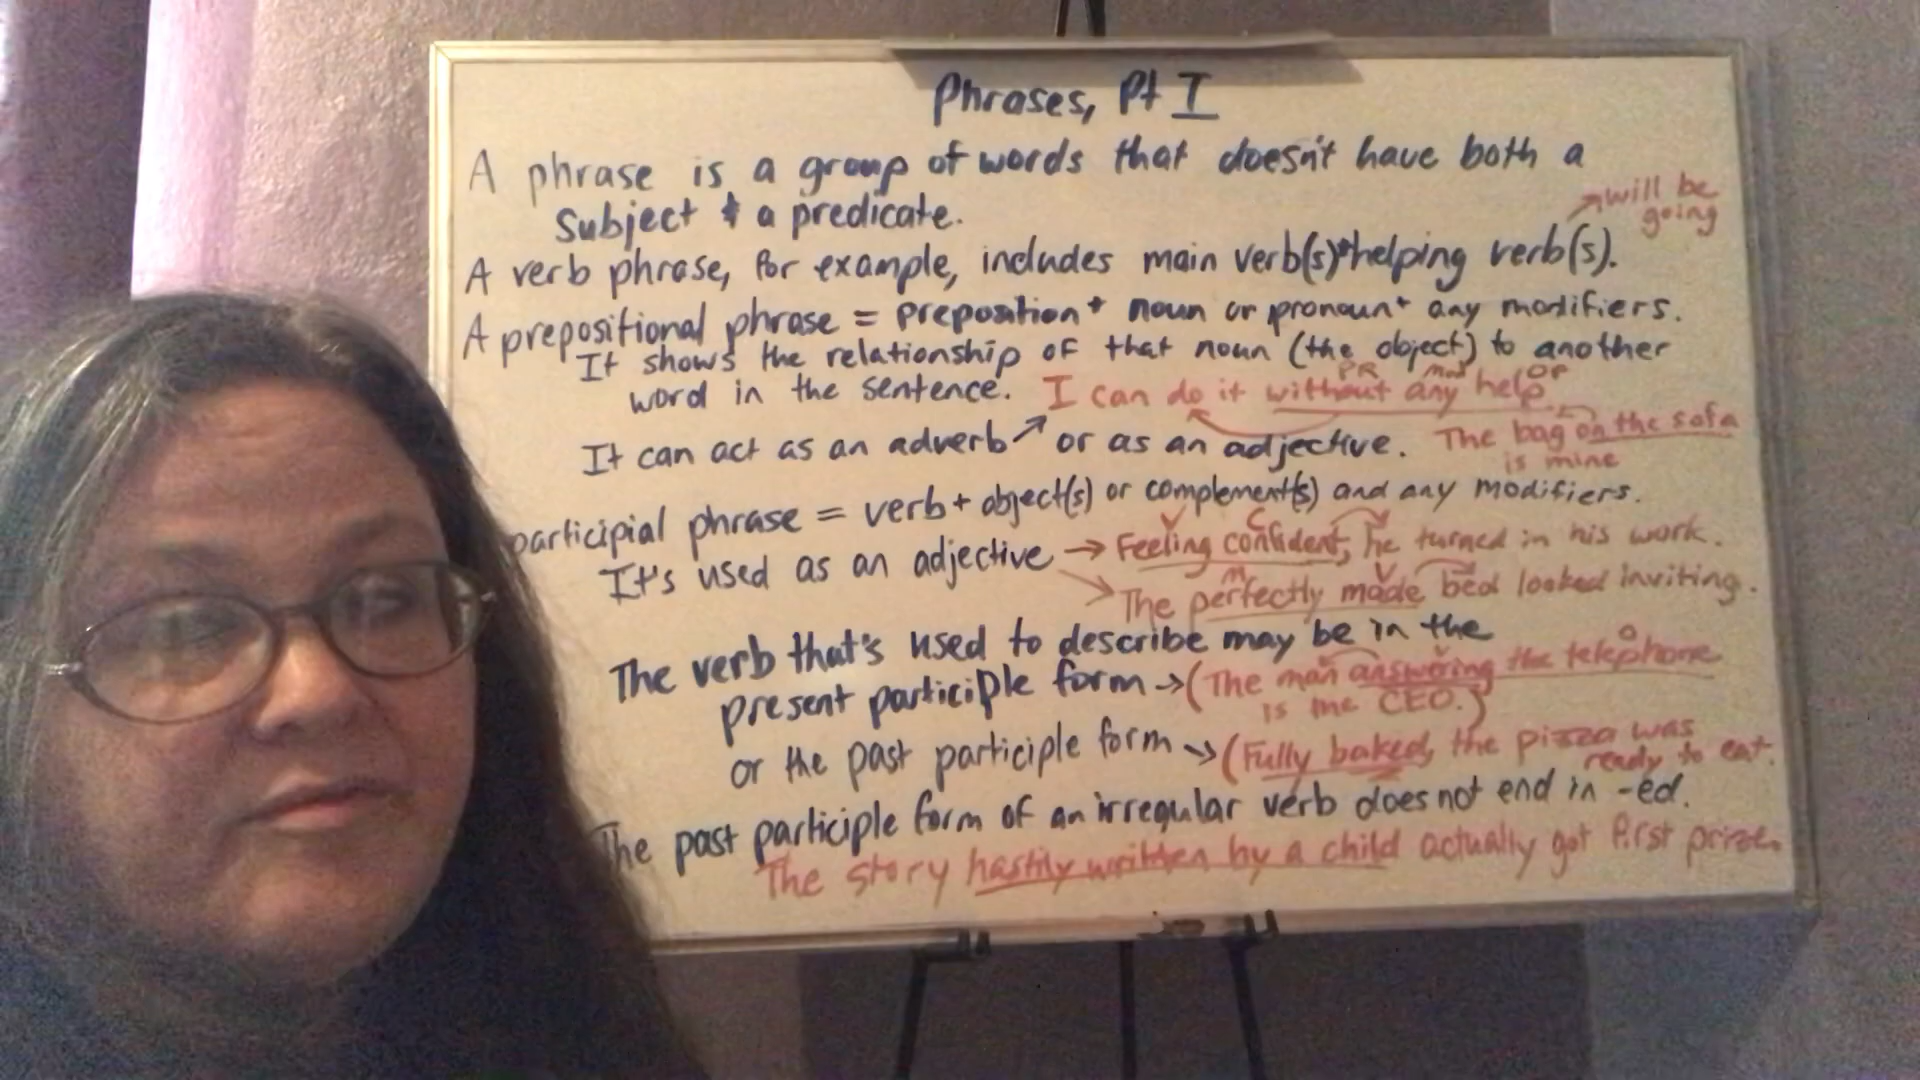 Phrases, Pt I
A phrase is a group of words that doesn't have both a
subject & a predicate.
will be
going
A verb phrase, for example, includes main verb(s)+helping verb(s).
A prepositional phrase = preposition + noun or pronoun + any modifiers.
It shows the relationship of that noun (the object) to another
PR mod OP
word in the sentence. I can do it without any help.
It can act as an adverb or as an adjective. The bag on the sofa
is mine
participial phrase = verb + object(s) or complement(s) and any modifiers.
V C
It's used as an adjective → Feeling confident, he turned in his work.
M V
The perfectly made bed looked inviting.
The verb that's used to describe may be in the
V O
present participle form → (The man answering the telephone
is the CEO.)
or the past participle form → (Fully baked, the pizza was
ready to eat.
The past participle form of an irregular verb does not end in -ed.
The story hastily written by a child actually got first prize.